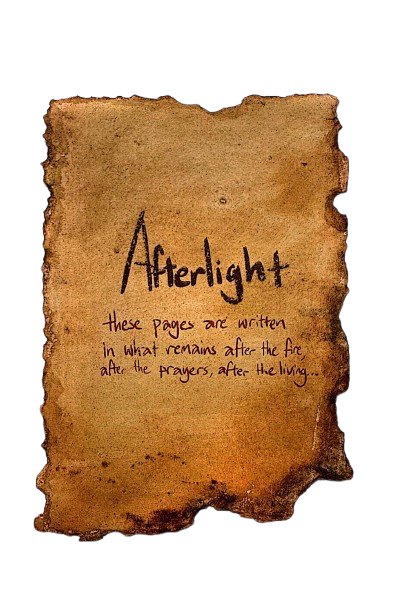 Afterlight
these pages are written
in what remains after the fire,
after the prayers, after the living...